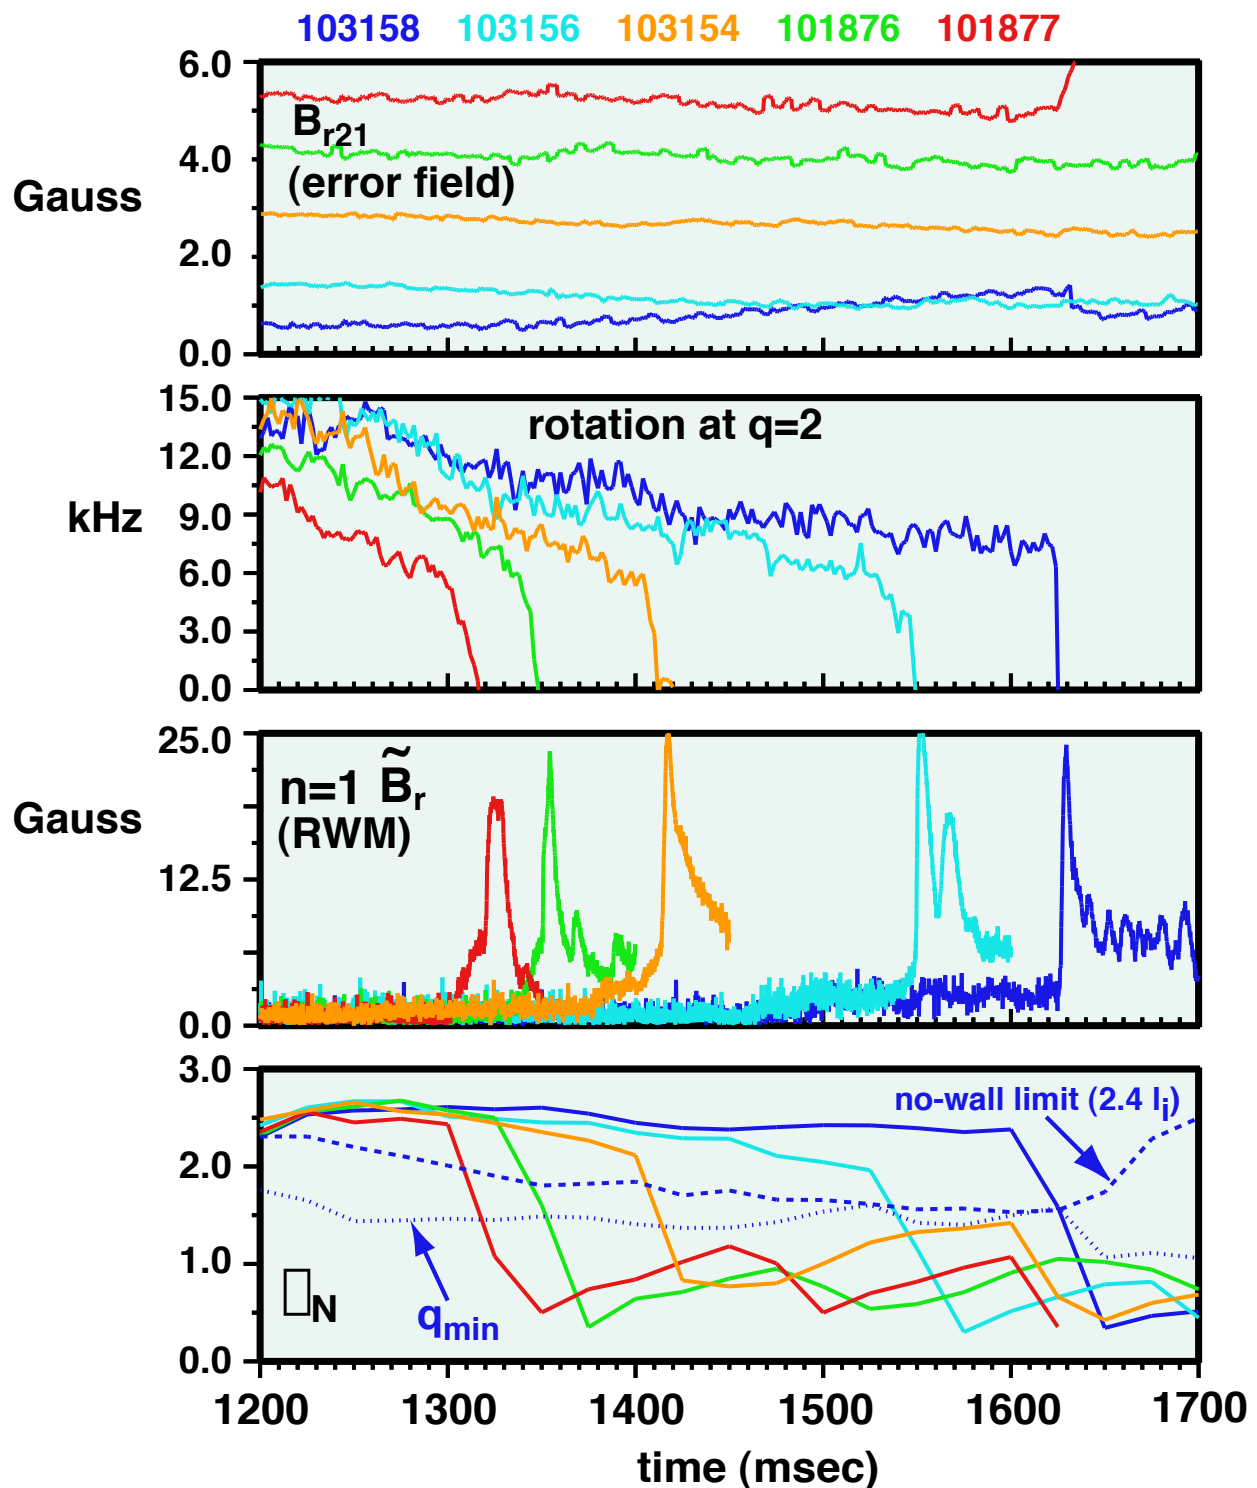 103158 103156 103154 101876 101877
6.0
4.0
2.0
0.0
Gauss
Br21
(error field)
15.0
12.0
9.0
6.0
3.0
0.0
kHz
rotation at q=2
25.0
12.5
0.0
Gauss
n=1 B̃r
(RWM)
3.0
2.0
1.0
0.0
no-wall limit (2.4 li)
qmin
▯N
1200 1300 1400 1500 1600 1700
time (msec)